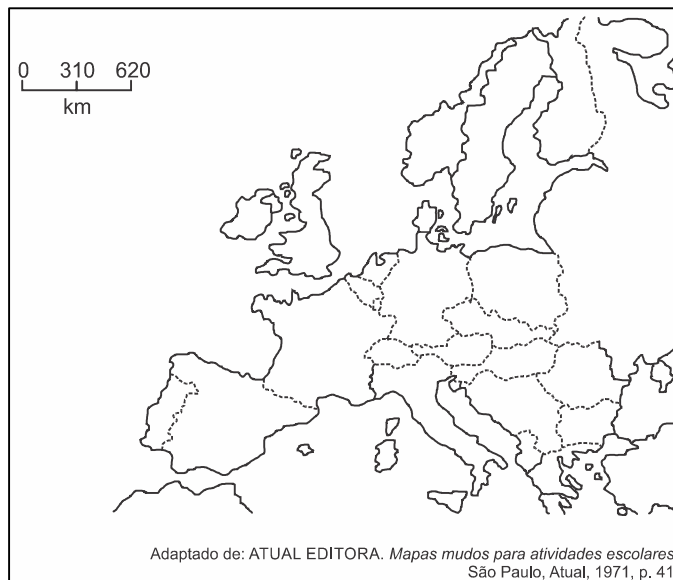 0 310 620
km
Adaptado de: ATUAL EDITORA. Mapas mudos para atividades escolares
São Paulo, Atual, 1971, p. 41